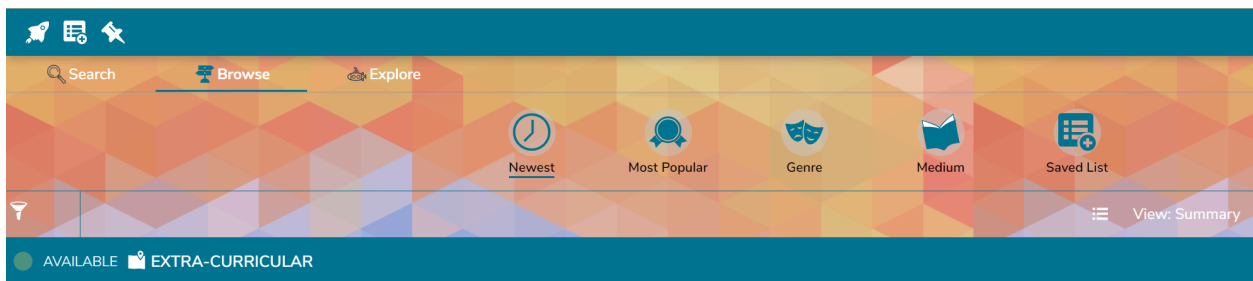 Search Browse Explore
Newest Most Popular Genre Medium Saved List
View: Summary
AVAILABLE EXTRA-CURRICULAR